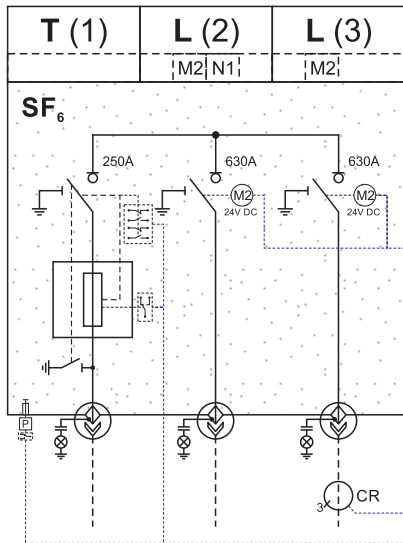 T (1) L (2) L (3)
M2 N1 M2
SF6
250A 630A 630A
M2 M2
24V DC 24V DC
P
CR
3